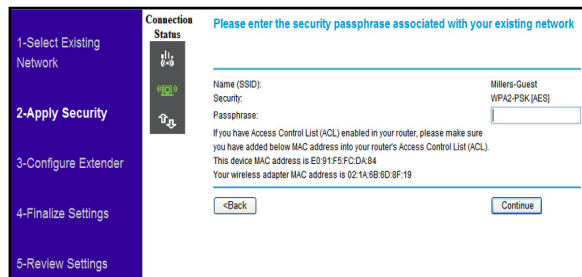 1-Select Existing
Network
2-Apply Security
3-Configure Extender
4-Finalize Settings
5-Review Settings
Connection
Status
Please enter the security passphrase associated with your existing network
Name (SSID): Millers-Guest
Security: WPA2-PSK [AES]
Passphrase:
If you have Access Control List (ACL) enabled in your router, please make sure
you have added below MAC address into your router's Access Control List (ACL).
This device MAC address is E0:91:F5:FC:DA:84
Your wireless adapter MAC address is 02:1A:6B:6D:8F:19
<Back Continue